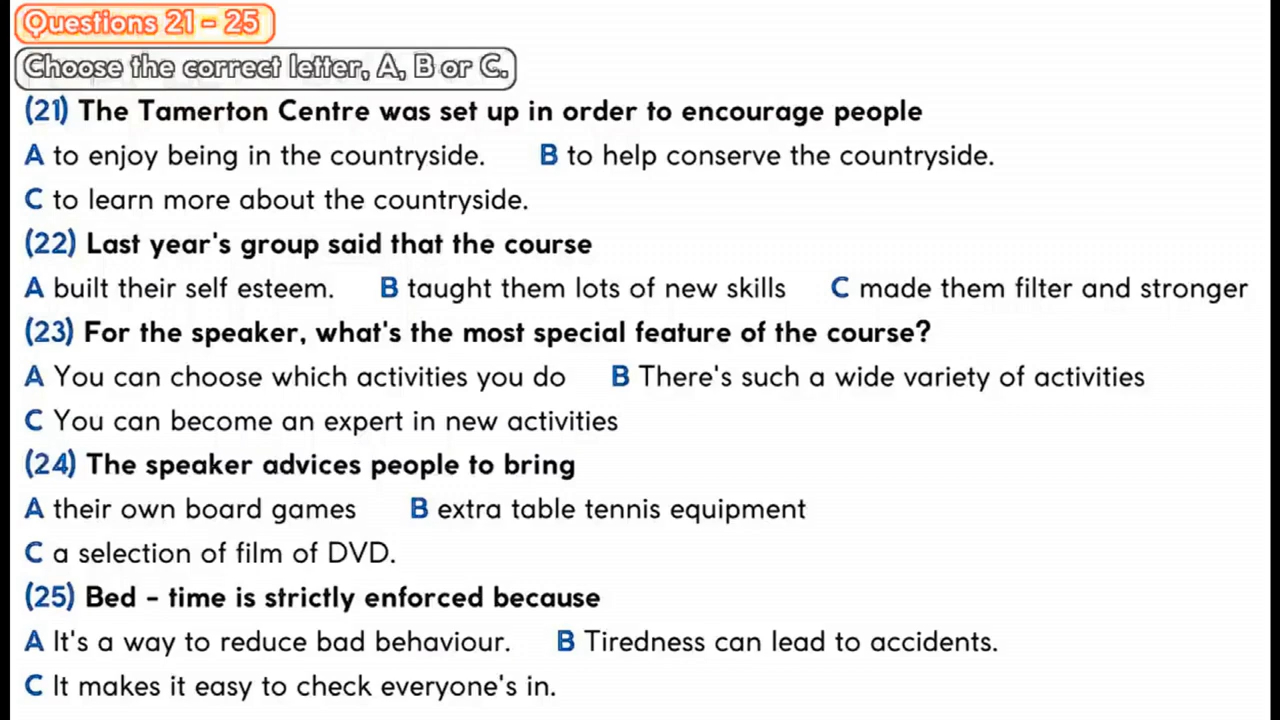 Questions 21 - 25
Choose the correct letter, A, B or C.
(21) The Tamerton Centre was set up in order to encourage people
A to enjoy being in the countryside. B to help conserve the countryside.
C to learn more about the countryside.
(22) Last year's group said that the course
A built their self esteem. B taught them lots of new skills C made them filter and stronger
(23) For the speaker, what's the most special feature of the course?
A You can choose which activities you do B There's such a wide variety of activities
C You can become an expert in new activities
(24) The speaker advices people to bring
A their own board games B extra table tennis equipment
C a selection of film of DVD.
(25) Bed - time is strictly enforced because
A It's a way to reduce bad behaviour. B Tiredness can lead to accidents.
C It makes it easy to check everyone's in.